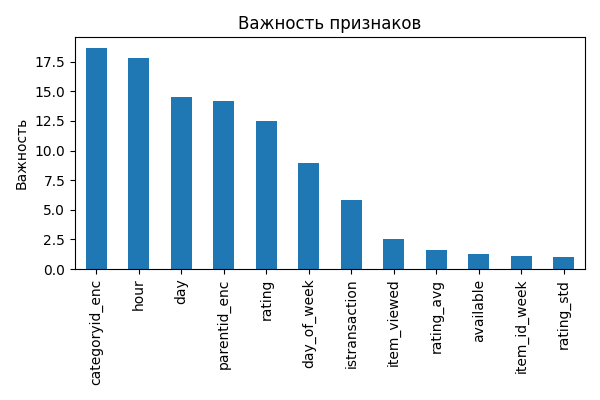 Важность признаков
Важность
17.5
15.0
12.5
10.0
7.5
5.0
2.5
0.0
categoryid_enc
hour
day
parentid_enc
rating
day_of_week
istransaction
item_viewed
rating_avg
available
item_id_week
rating_std